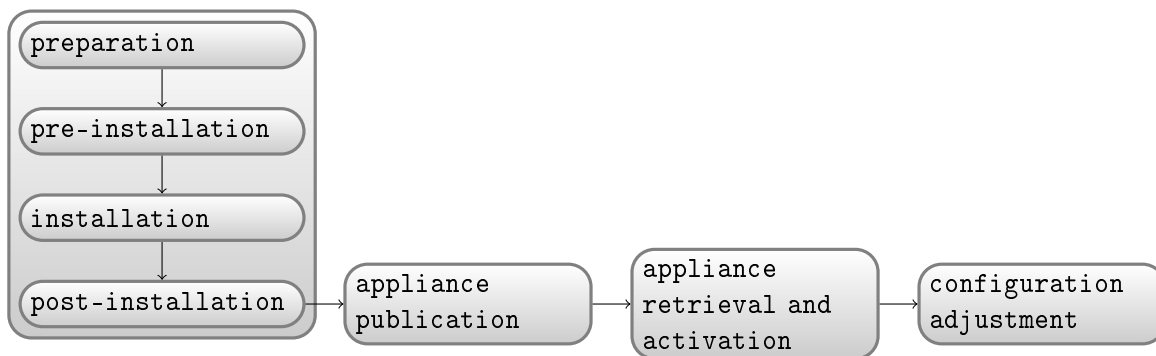 preparation
pre-installation
installation
post-installation
appliance
publication
appliance
retrieval and
activation
configuration
adjustment